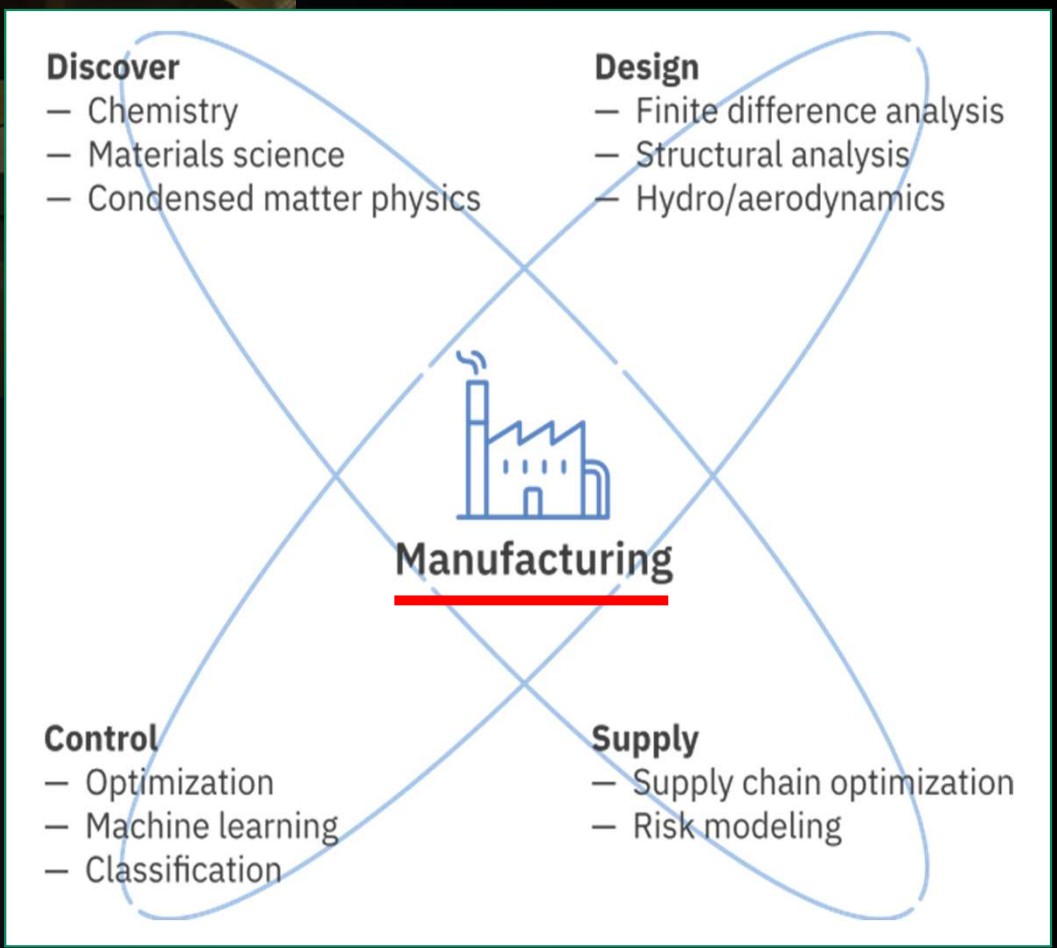 Discover
— Chemistry
— Materials science
— Condensed matter physics
Design
— Finite difference analysis
— Structural analysis
— Hydro/aerodynamics
Manufacturing
Control
— Optimization
— Machine learning
— Classification
Supply
— Supply chain optimization
— Risk modeling